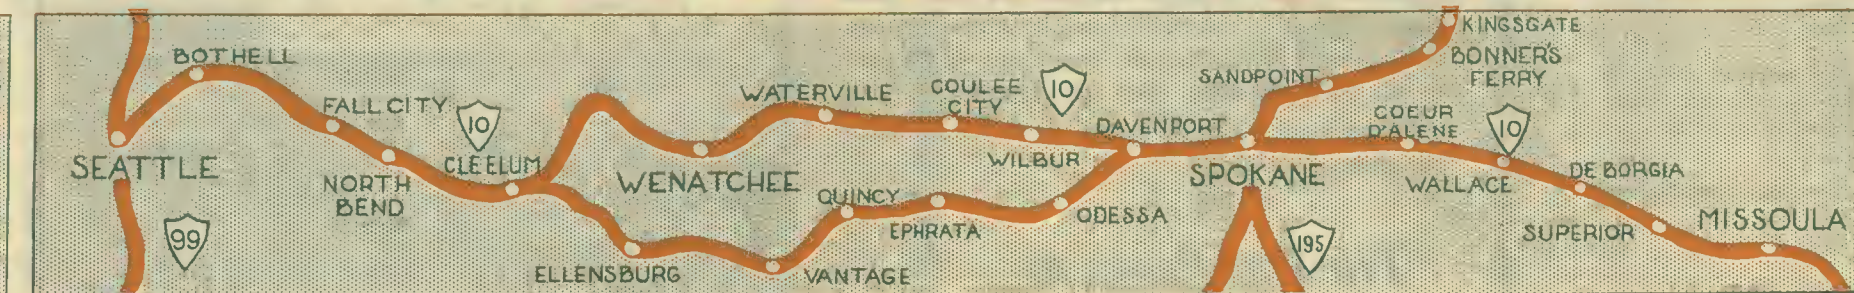 KINGSGATE
BOTHELL
BONNER'S
FERRY
SANDPOINT
WATERVILLE
COULEE
CITY
10
FALL CITY
10
DAVENPORT
COEUR
D'ALENE
10
SEATTLE
CLE ELUM
WILBUR
NORTH
BEND
WENATCHEE
SPOKANE
WALLACE
DE BORGIA
QUINCY
ODESSA
EPHRATA
SUPERIOR
MISSOULA
99
195
ELLENSBURG
VANTAGE